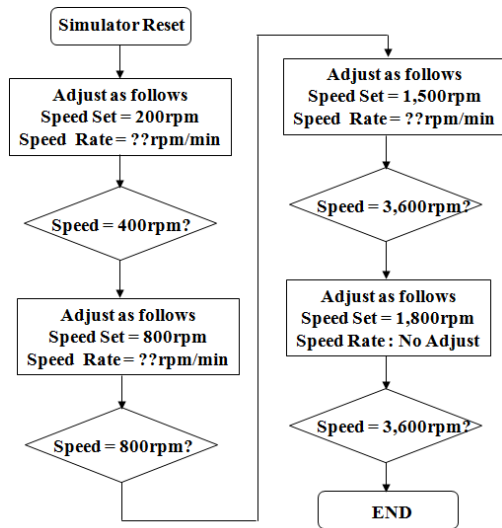 Simulator Reset
Adjust as follows
Speed Set = 200rpm
Speed Rate = ??rpm/min
Speed = 400rpm?
Adjust as follows
Speed Set = 800rpm
Speed Rate = ??rpm/min
Speed = 800rpm?
Adjust as follows
Speed Set = 1,500rpm
Speed Rate = ??rpm/min
Speed = 3,600rpm?
Adjust as follows
Speed Set = 1,800rpm
Speed Rate : No Adjust
Speed = 3,600rpm?
END